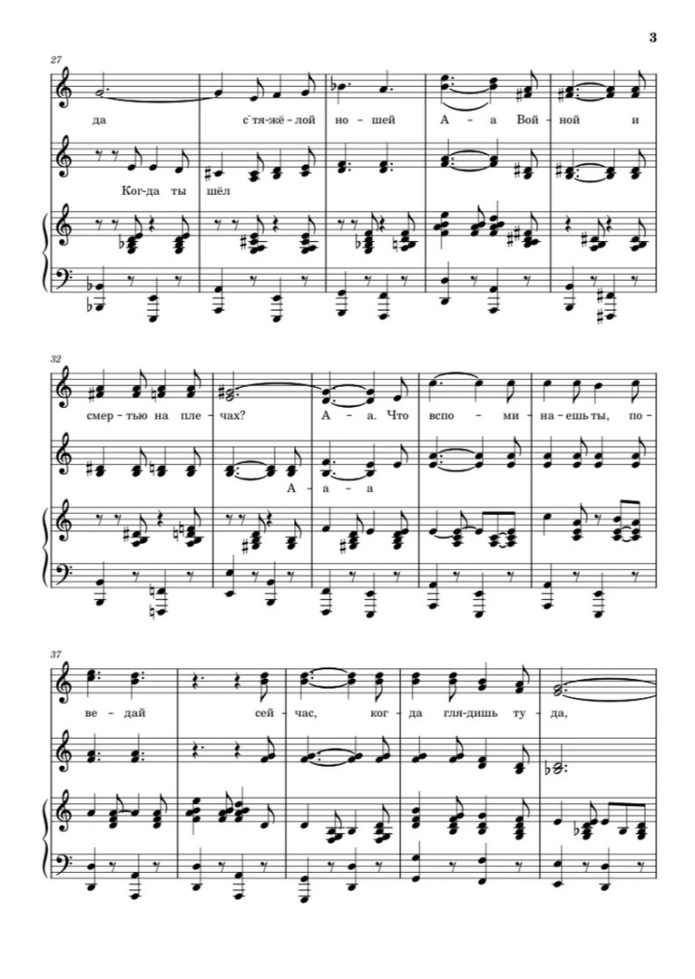 3
27
да с`тя-жё-лой но-шей А-а Вой-ной и
Ког-да ты шёл
32
смер-тью на пле-чах? А-а. Что вспо-ми-на-ешь ты, по-
А-а-а
37
ве-дай сей-час, ког-да гля-дишь ту-да,